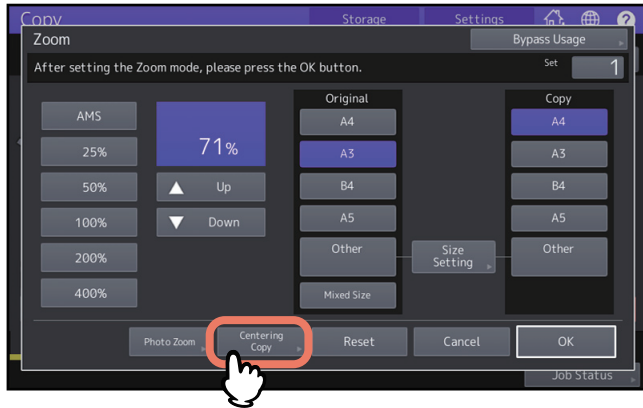 Copy
Storage
Settings
?
Zoom
Bypass Usage
After setting the Zoom mode, please press the OK button.
Set
1
Original
Copy
AMS
25%
50%
100%
200%
400%
71%
Up
Down
A4
A3
B4
A5
Other
Mixed Size
Size
Setting
A4
A3
B4
A5
Other
Photo Zoom
Centering
Copy
Reset
Cancel
OK
Job Status